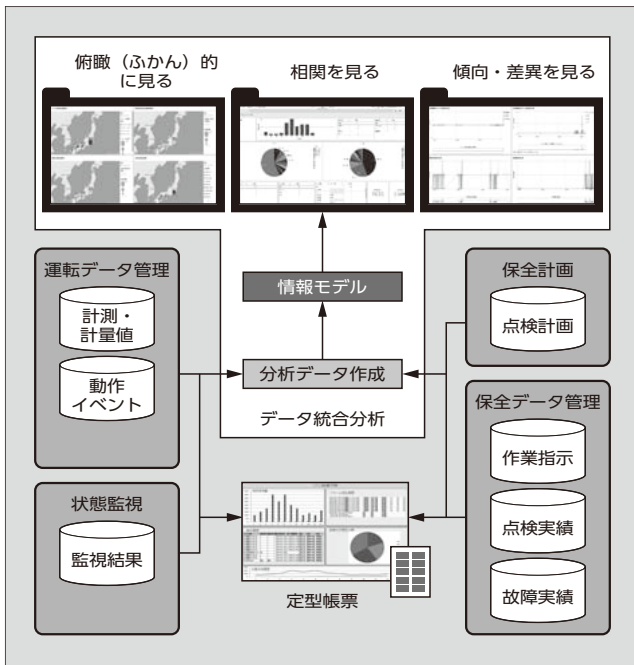 俯瞰（ふかん）的
に見る
相関を見る
傾向・差異を見る
運転データ管理
計測・
計量値
動作
イベント
情報モデル
分析データ作成
データ統合分析
保全計画
点検計画
保全データ管理
作業指示
点検実績
故障実績
状態監視
監視結果
定型帳票